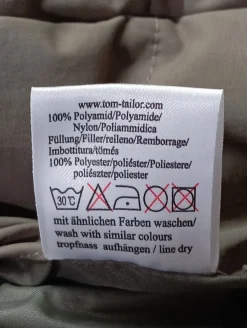 www.tom-tailor.com
100% Polyamid/Polyamide/
Nylon/Poliammidica
Füllung/Filler/relleno/Remborrage/
Imbottitura/tömés
100% Polyester/poliéster/Poliestere/
poliészter/poliester
30°C
mit ähnlichen Farben waschen/
wash with similar colours
tropfnass aufhängen / line dry